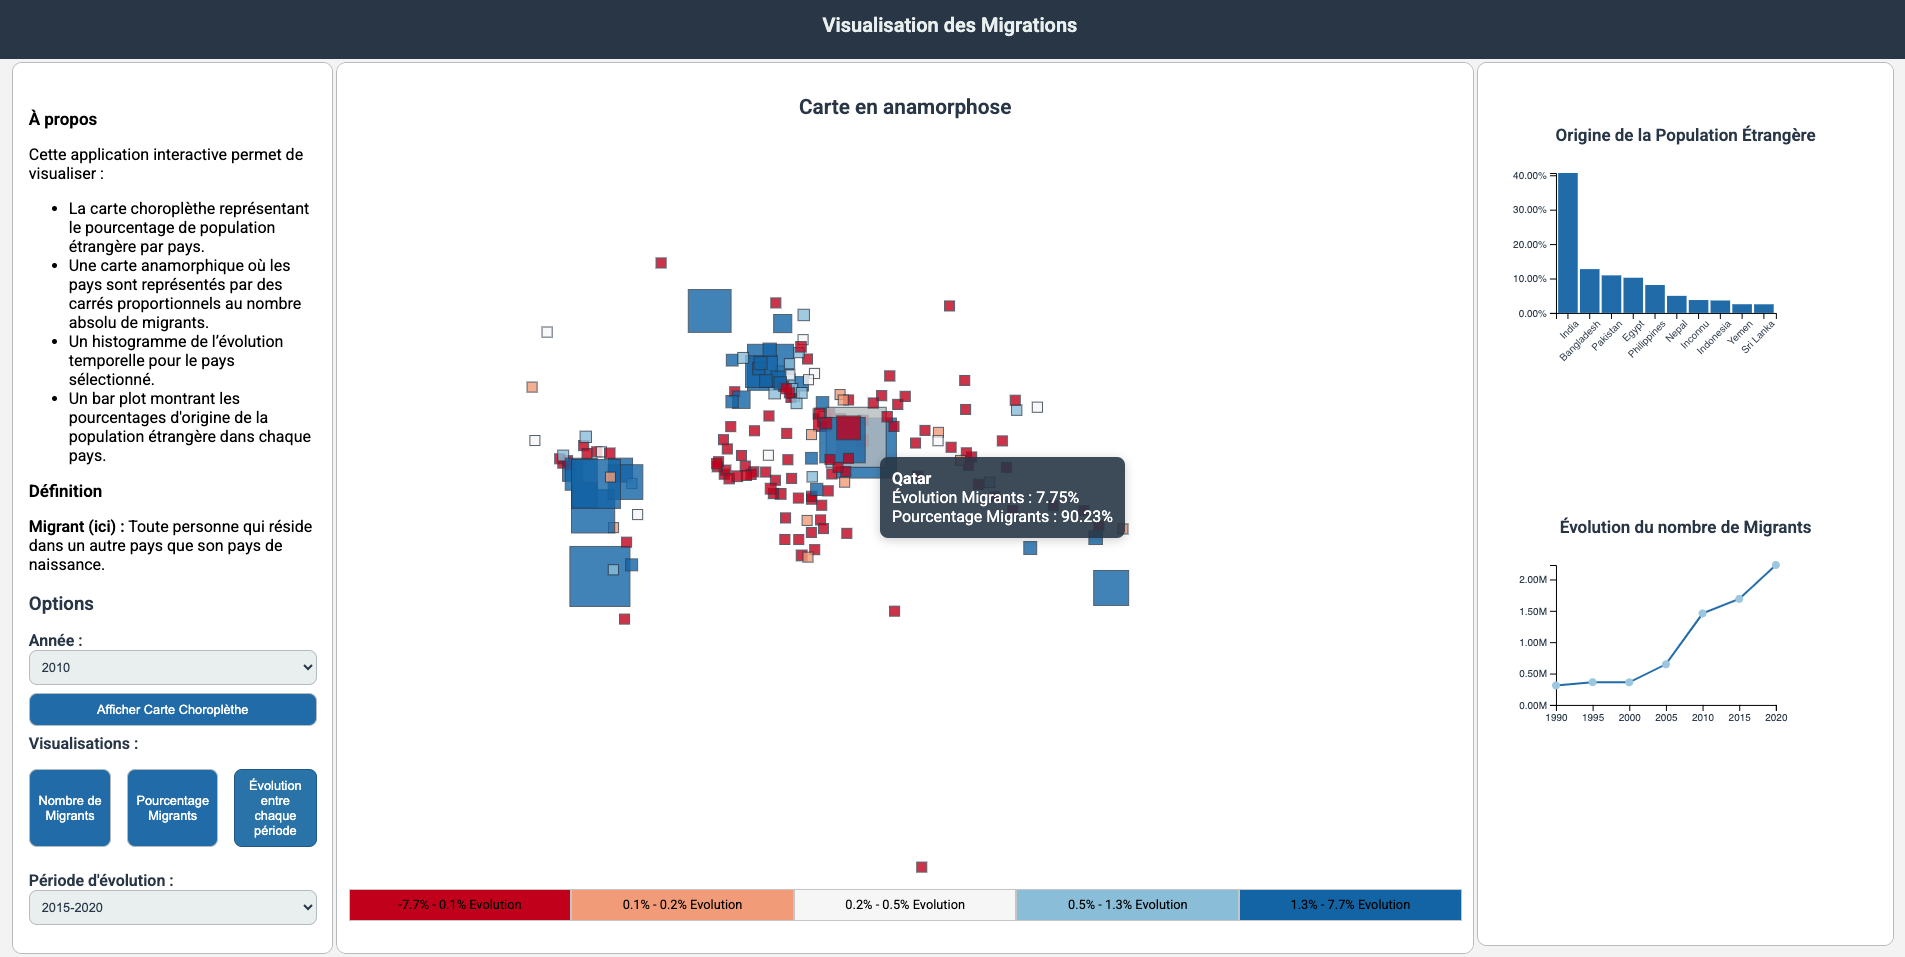 Visualisation des Migrations
À propos
Cette application interactive permet de
visualiser :
La carte choroplèthe représentant
le pourcentage de population
étrangère par pays.
Une carte anamorphique où les
pays sont représentés par des
carrés proportionnels au nombre
absolu de migrants.
Un histogramme de l'évolution
temporelle pour le pays
sélectionné.
Un bar plot montrant les
pourcentages d'origine de la
population étrangère dans chaque
pays.
Définition
Migrant (ici) : Toute personne qui réside
dans un autre pays que son pays de
naissance.
Options
Année :
2010
Afficher Carte Choroplèthe
Visualisations :
Nombre de
Migrants
Pourcentage
Migrants
Évolution
entre
chaque
période
Période d'évolution :
2015-2020
Carte en anamorphose
Qatar
Évolution Migrants : 7.75%
Pourcentage Migrants : 90.23%
-7.7% - 0.1% Evolution
0.1% - 0.2% Evolution
0.2% - 0.5% Evolution
0.5% - 1.3% Evolution
1.3% - 7.7% Evolution
Origine de la Population Étrangère
40.00%
30.00%
20.00%
10.00%
0.00%
India
Bangladesh
Pakistan
Egypt
Philippines
Nepal
Inconnu
Indonesia
Yemen
Sri Lanka
Évolution du nombre de Migrants
2.00M
1.50M
1.00M
0.50M
0.00M
1990
1995
2000
2005
2010
2015
2020